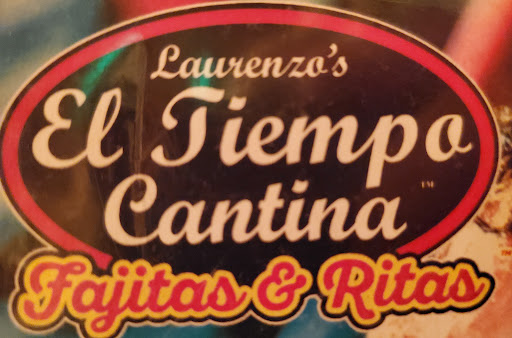 Laurenzo's
El Tiempo
Cantina
TM
Fajitas & Ritas